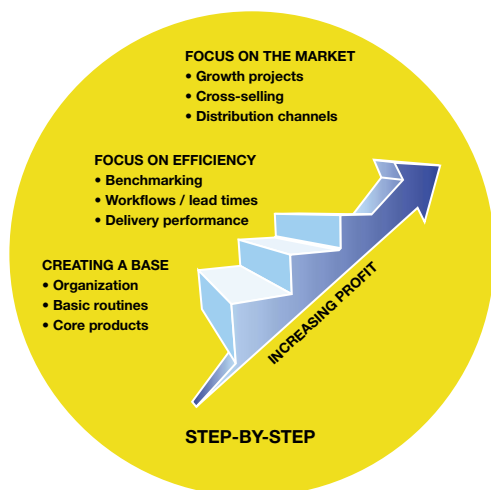 FOCUS ON THE MARKET
• Growth projects
• Cross-selling
• Distribution channels
FOCUS ON EFFICIENCY
• Benchmarking
• Workflows / lead times
• Delivery performance
CREATING A BASE
• Organization
• Basic routines
• Core products
INCREASING PROFIT
STEP-BY-STEP